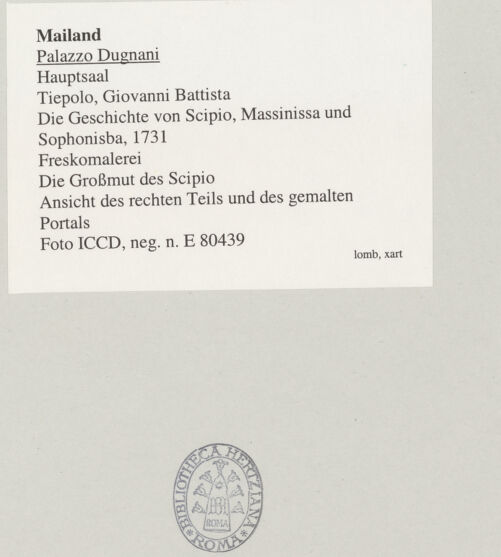 Mailand
Palazzo Dugnani
Hauptsaal
Tiepolo, Giovanni Battista
Die Geschichte von Scipio, Massinissa und
Sophonisba, 1731
Freskomalerei
Die Großmut des Scipio
Ansicht des rechten Teils und des gemalten
Portals
Foto ICCD, neg. n. E 80439
lomb, xart
BIBLIOTHECA HERTZIANA
ROMA
*ROMA*